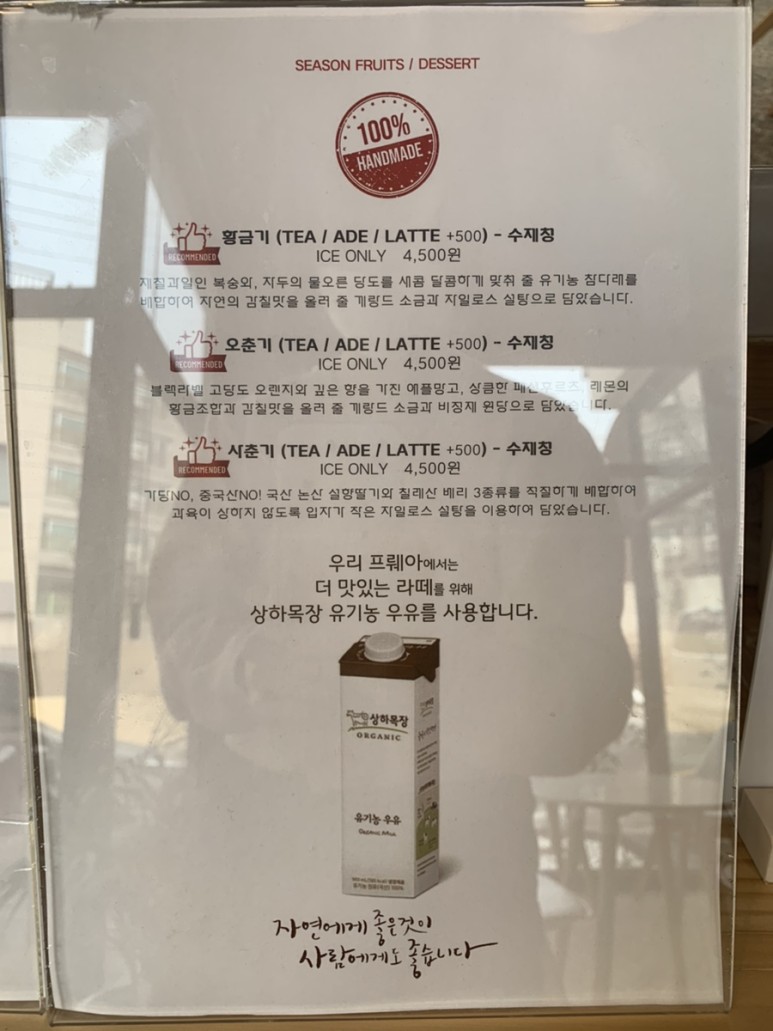 SEASON FRUITS / DESSERT
100%
HANDMADE
RECOMMENDED
황금기 (TEA / ADE / LATTE +500) - 수제청
ICE ONLY 4,500원
제철과일인 복숭아, 자두의 물오른 당도를 세콤 달콤하게 맞춰 줄 유기농 참다래를
배합하여 자연의 감칠맛을 올려 줄 게랑드 소금과 자일로스 설탕으로 담았습니다.
RECOMMENDED
오춘기 (TEA / ADE / LATTE +500) - 수제청
ICE ONLY 4,500원
블랙라벨 고당도 오렌지와 깊은 향을 가진 애플망고, 상큼한 패션후르츠, 레몬의
황금조합과 감칠맛을 올려 줄 게랑드 소금과 비정제 원당으로 담았습니다.
RECOMMENDED
사춘기 (TEA / ADE / LATTE +500) - 수제청
ICE ONLY 4,500원
가당NO, 중국산NO! 국산 논산 설향딸기와 칠레산 베리 3종류를 적절하게 배합하여
과육이 상하지 않도록 입자가 작은 자일로스 설탕을 이용하여 담았습니다.
우리 프뤠아에서는
더 맛있는 라떼를 위해
상하목장 유기농 우유를 사용합니다.
상하목장
ORGANIC
유기농 우유
자연에게 좋은것이
사람에게도 좋습니다